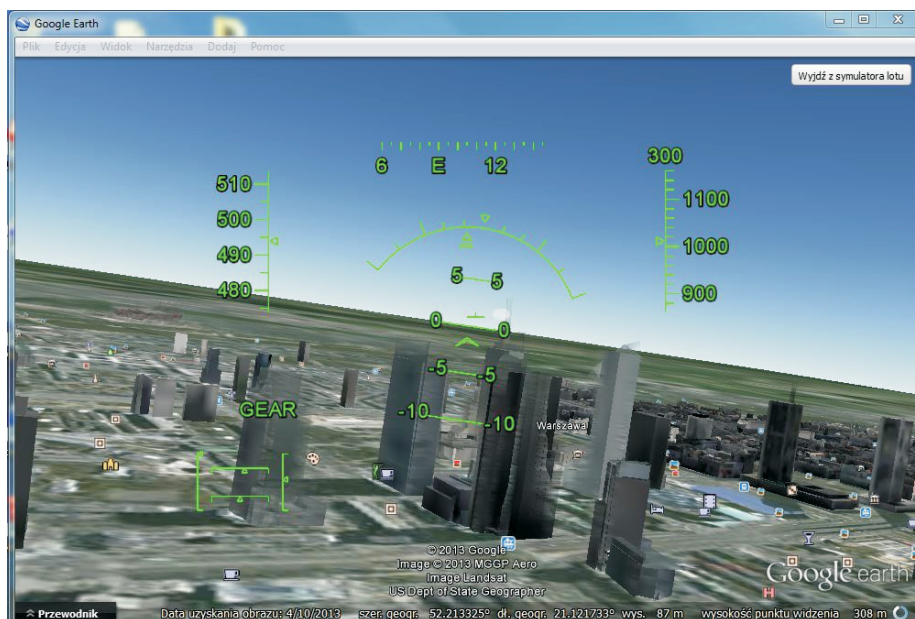 Google Earth
Plik Edycja Widok Narzędzia Dodaj Pomoc
Wyjdź z symulatora lotu
6 E 12
300
510
500
490
480
1100
1000
900
5 5
0 0
-5 -5
-10 -10
GEAR
Warszawa
© 2013 Google
Image © 2013 MGGP Aero
Image Landsat
US Dept of State Geographer
Google earth
Przewodnik
Data uzyskania obrazu: 4/10/2013 szer. geogr. 52.213325° dł. geogr. 21.121733° wys. 87 m wysokość punktu widzenia 308 m